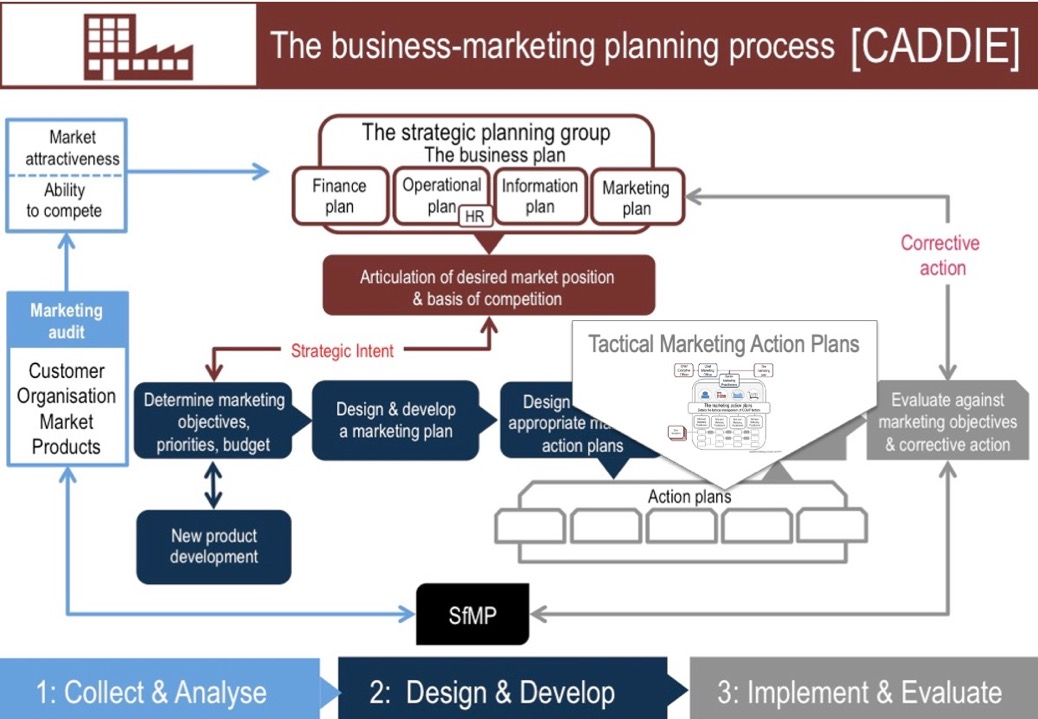 The business-marketing planning process [CADDIE]
Market
attractiveness
Ability
to compete
The strategic planning group
The business plan
Finance
plan
Operational
plan
HR
Information
plan
Marketing
plan
Corrective
action
Articulation of desired market position
& basis of competition
Marketing
audit
Customer
Organisation
Market
Products
Strategic Intent
Tactical Marketing Action Plans
The marketing action plans
Determine marketing
objectives,
priorities, budget
Design & develop
a marketing plan
Design
appropriate
action plans
Evaluate against
marketing objectives
& corrective action
Action plans
New product
development
SfMP
1: Collect & Analyse
2: Design & Develop
3: Implement & Evaluate